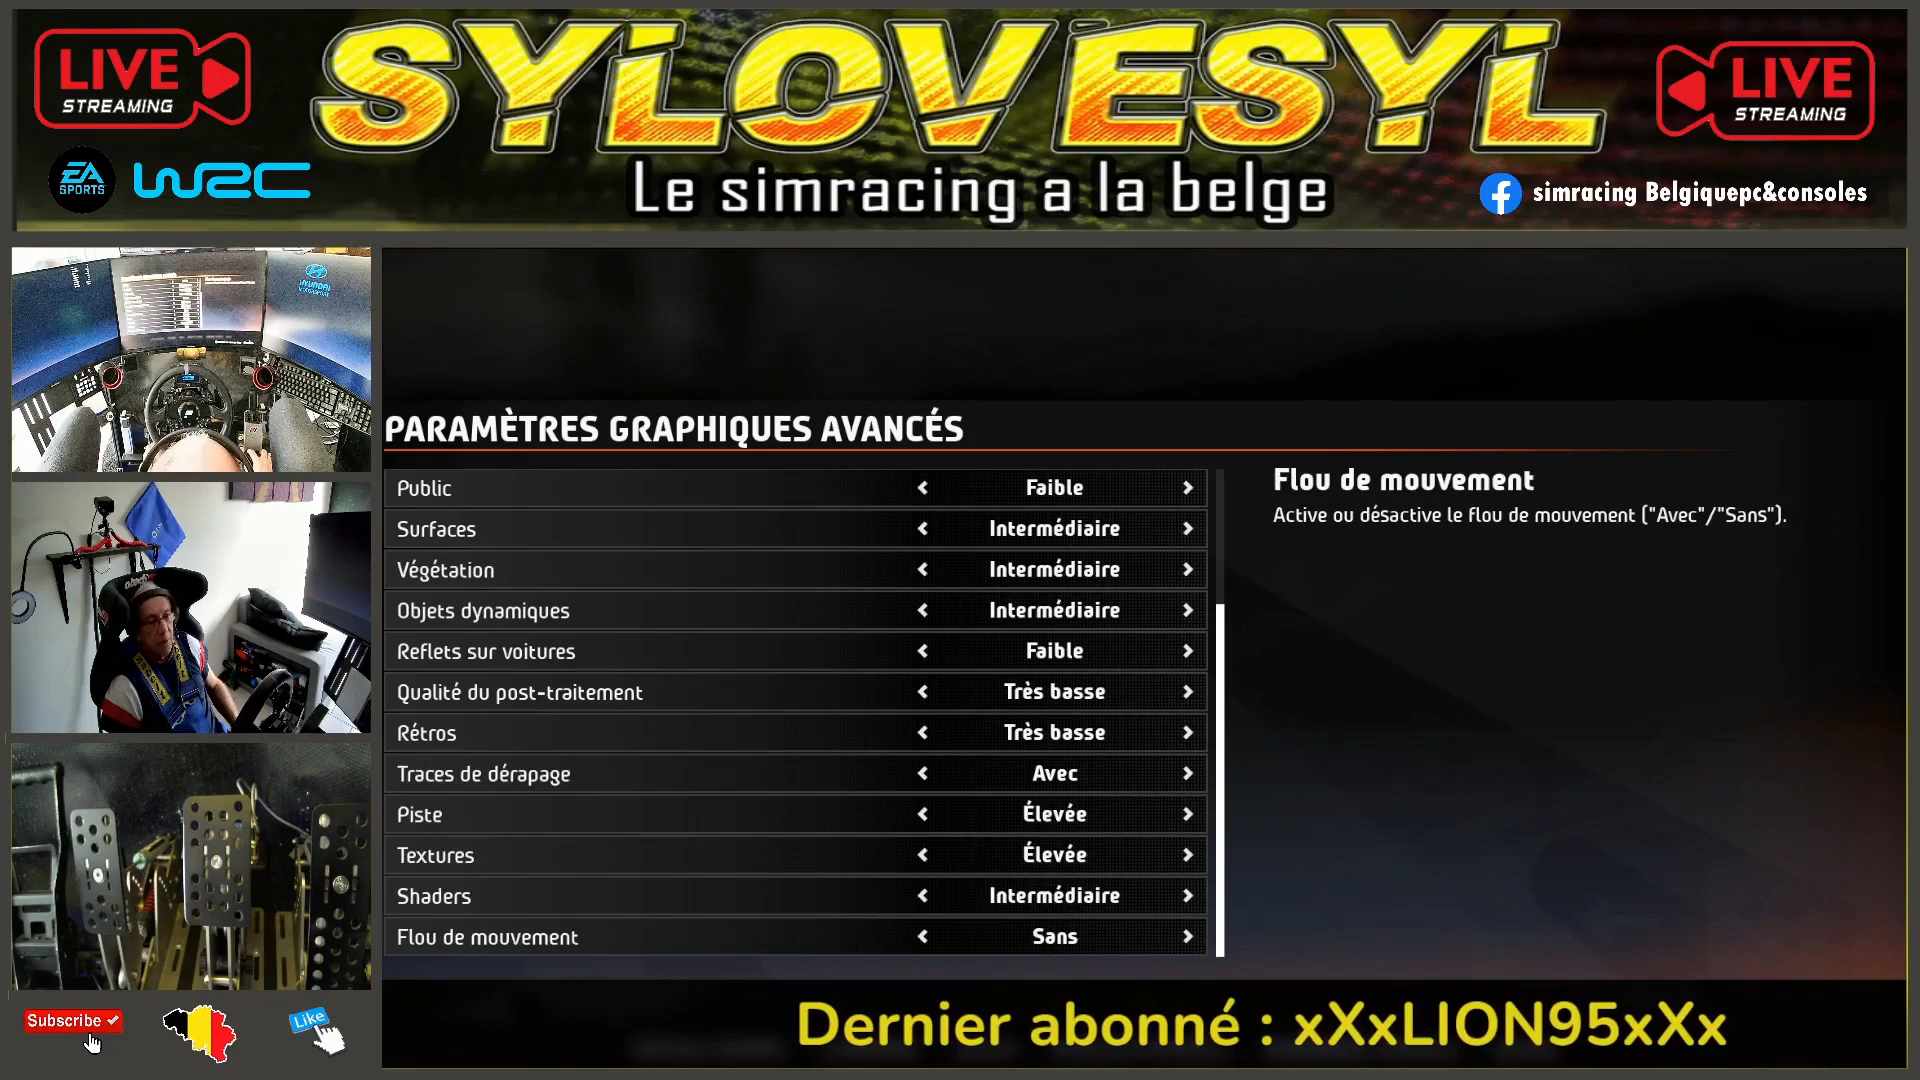 LIVE
STREAMING
SYLOVESYL
LIVE
STREAMING
EA
SPORTS
WRC
Le simracing a la belge
simracing Belgiquepc&consoles
HYUNDAI
PARAMÈTRES GRAPHIQUES AVANCÉS
Public Faible
Surfaces Intermédiaire
Végétation Intermédiaire
Objets dynamiques Intermédiaire
Reflets sur voitures Faible
Qualité du post-traitement Très basse
Rétros Très basse
Traces de dérapage Avec
Piste Élevée
Textures Élevée
Shaders Intermédiaire
Flou de mouvement Sans
Flou de mouvement
Active ou désactive le flou de mouvement ("Avec"/"Sans").
Subscribe
Like
Dernier abonné : xXxLION95xXx